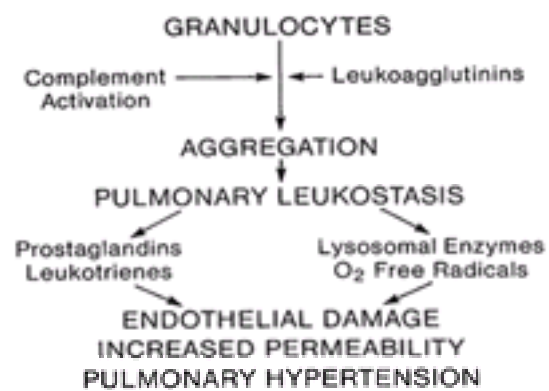 GRANULOCYTES
Complement
Activation
Leukoagglutinins
AGGREGATION
PULMONARY LEUKOSTASIS
Prostaglandins
Leukotrienes
Lysosomal Enzymes
O₂ Free Radicals
ENDOTHELIAL DAMAGE
INCREASED PERMEABILITY
PULMONARY HYPERTENSION